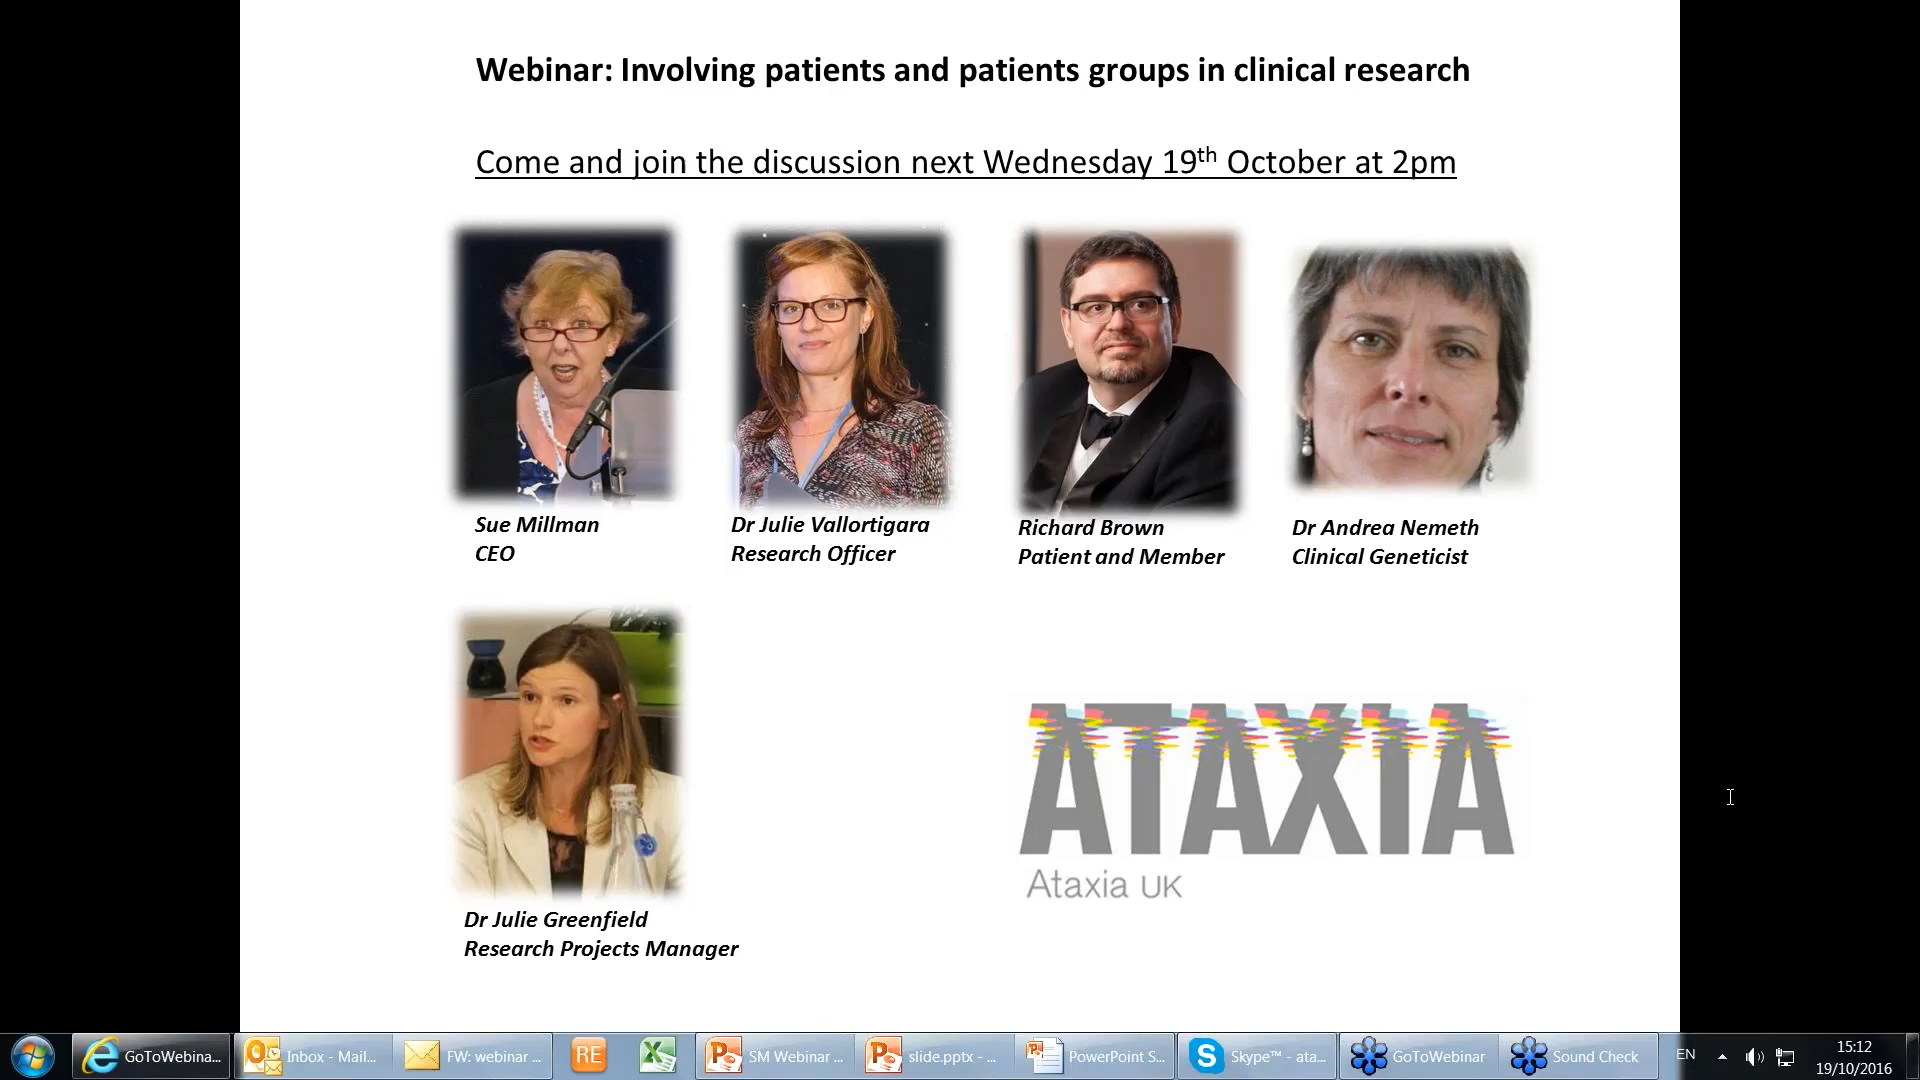 Webinar: Involving patients and patients groups in clinical research
Come and join the discussion next Wednesday 19th October at 2pm
Sue Millman
CEO
Dr Julie Vallortigara
Research Officer
Richard Brown
Patient and Member
Dr Andrea Nemeth
Clinical Geneticist
Dr Julie Greenfield
Research Projects Manager
ATAXIA
Ataxia UK
GoToWebina...
Inbox - Mail...
FW: webinar ...
RE
SM Webinar ...
slide.pptx - ...
PowerPoint S...
Skype™ - ata...
GoToWebinar
Sound Check
EN
15:12
19/10/2016